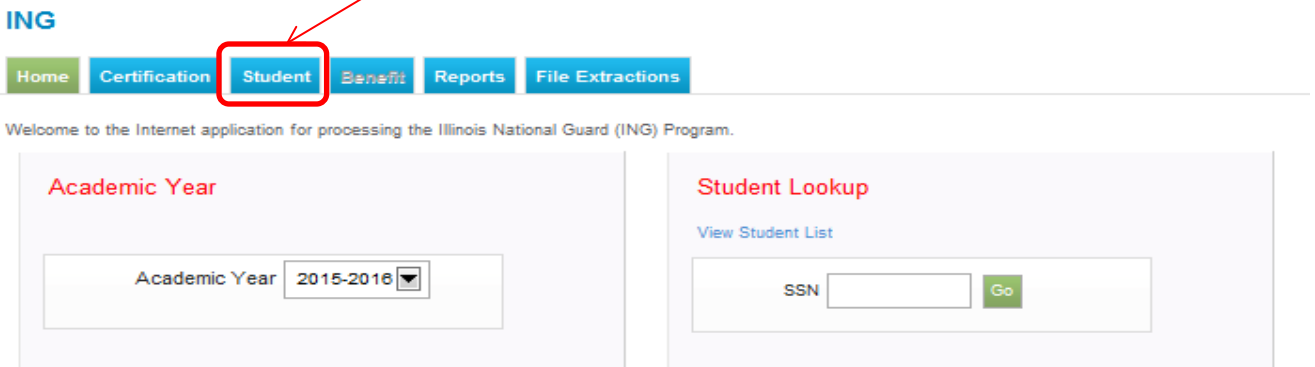 ING
Home Certification Student Benefit Reports File Extractions
Welcome to the Internet application for processing the Illinois National Guard (ING) Program.
Academic Year
Academic Year 2015-2016
Student Lookup
View Student List
SSN Go